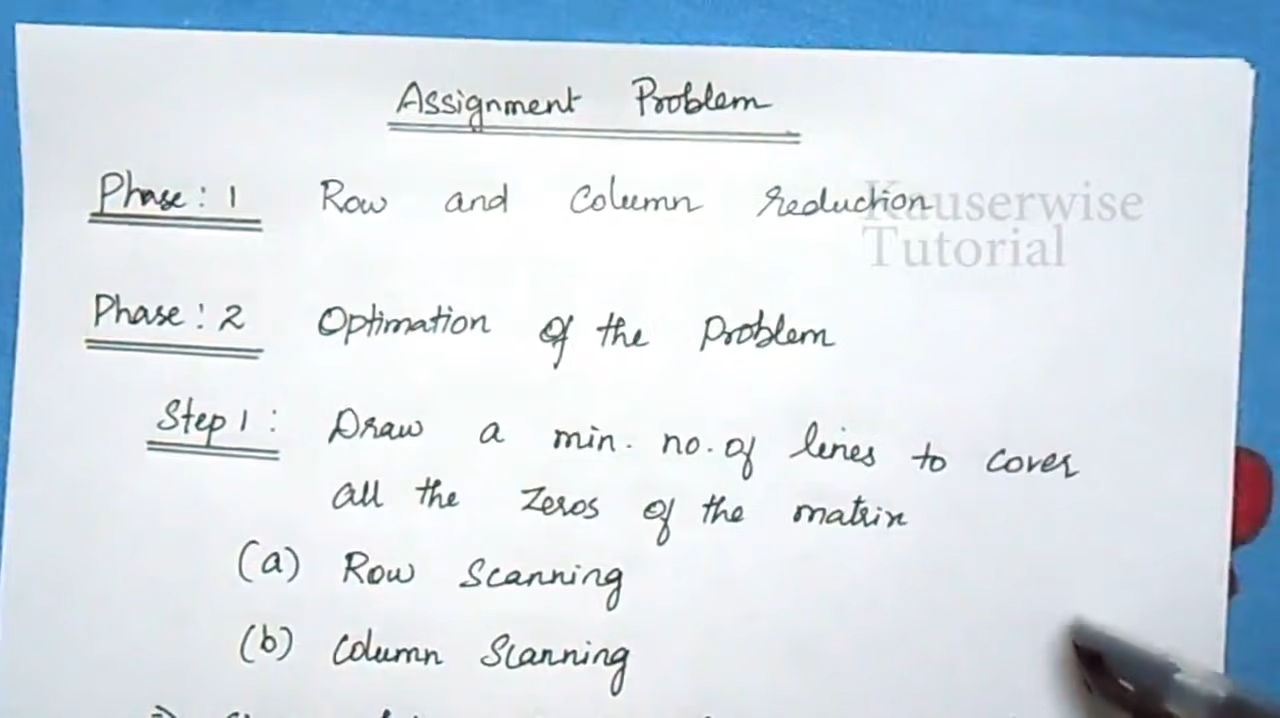 Assignment Problem
Phase: 1 Row and Column reduction
Kauserwise
Tutorial
Phase: 2 Optimation of the Problem
Step 1: Draw a min. no. of lines to cover
all the Zeros of the matrix
(a) Row Scanning
(b) Column Scanning